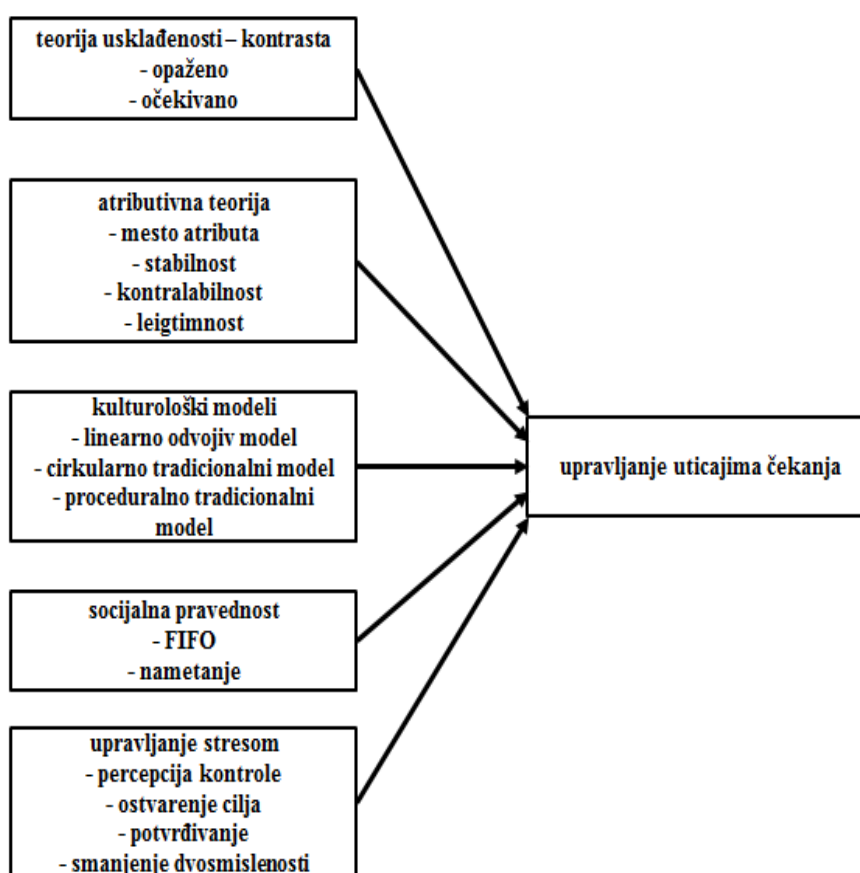 teorija usklađenosti – kontrasta
- opaženo
- očekivano
atributivna teorija
- mesto atributa
- stabilnost
- kontralabilnost
- leigtimnost
kulturološki modeli
- linearno odvojiv model
- cirkularno tradicionalni model
- proceduralno tradicionalni
model
upravljanje uticajima čekanja
socijalna pravednost
- FIFO
- nametanje
upravljanje stresom
- percepcija kontrole
- ostvarenje cilja
- potvrđivanje
- smanjenje dvosmislenosti